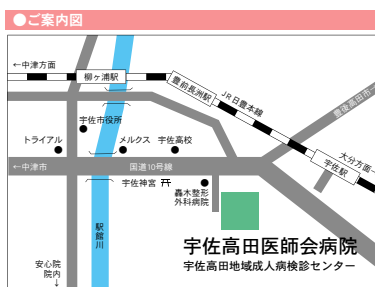 ●ご案内図
←中津方面
柳ヶ浦駅
豊前長洲駅
JR日豊本線
豊後高田市→
宇佐市役所
トライアル
メルクス
宇佐高校
大分方面→
宇佐駅
←中津市
国道10号線
宇佐神宮
轟木整形
外科病院
駅館川
宇佐高田医師会病院
宇佐高田地域成人病検診センター
安心院
院内
↓